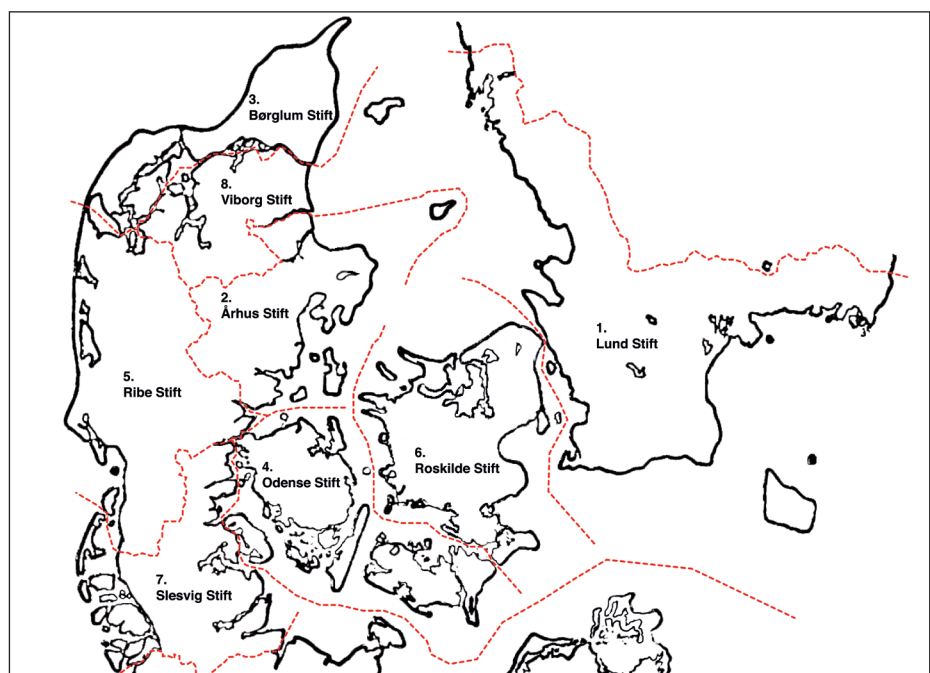 3.
Børglum Stift
8.
Viborg Stift
2.
Århus Stift
1.
Lund Stift
5.
Ribe Stift
6.
Roskilde Stift
4.
Odense Stift
7.
Slesvig Stift